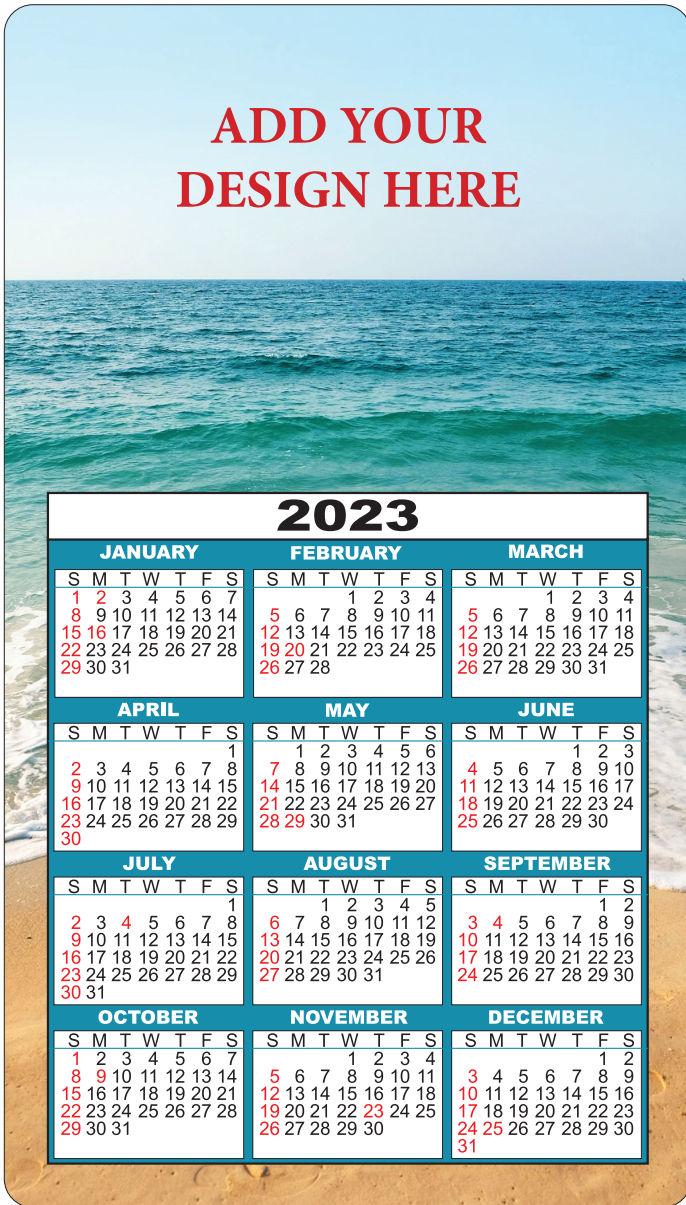 ADD YOUR
DESIGN HERE
2023
JANUARY
S M T W T F S
1 2 3 4 5 6 7
8 9 10 11 12 13 14
15 16 17 18 19 20 21
22 23 24 25 26 27 28
29 30 31
FEBRUARY
S M T W T F S
1 2 3 4
5 6 7 8 9 10 11
12 13 14 15 16 17 18
19 20 21 22 23 24 25
26 27 28
MARCH
S M T W T F S
1 2 3 4
5 6 7 8 9 10 11
12 13 14 15 16 17 18
19 20 21 22 23 24 25
26 27 28 29 30 31
APRIL
S M T W T F S
1
2 3 4 5 6 7 8
9 10 11 12 13 14 15
16 17 18 19 20 21 22
23 24 25 26 27 28 29
30
MAY
S M T W T F S
1 2 3 4 5 6
7 8 9 10 11 12 13
14 15 16 17 18 19 20
21 22 23 24 25 26 27
28 29 30 31
JUNE
S M T W T F S
1 2 3
4 5 6 7 8 9 10
11 12 13 14 15 16 17
18 19 20 21 22 23 24
25 26 27 28 29 30
JULY
S M T W T F S
1
2 3 4 5 6 7 8
9 10 11 12 13 14 15
16 17 18 19 20 21 22
23 24 25 26 27 28 29
30 31
AUGUST
S M T W T F S
1 2 3 4 5
6 7 8 9 10 11 12
13 14 15 16 17 18 19
20 21 22 23 24 25 26
27 28 29 30 31
SEPTEMBER
S M T W T F S
1 2
3 4 5 6 7 8 9
10 11 12 13 14 15 16
17 18 19 20 21 22 23
24 25 26 27 28 29 30
OCTOBER
S M T W T F S
1 2 3 4 5 6 7
8 9 10 11 12 13 14
15 16 17 18 19 20 21
22 23 24 25 26 27 28
29 30 31
NOVEMBER
S M T W T F S
1 2 3 4
5 6 7 8 9 10 11
12 13 14 15 16 17 18
19 20 21 22 23 24 25
26 27 28 29 30
DECEMBER
S M T W T F S
1 2
3 4 5 6 7 8 9
10 11 12 13 14 15 16
17 18 19 20 21 22 23
24 25 26 27 28 29 30
31